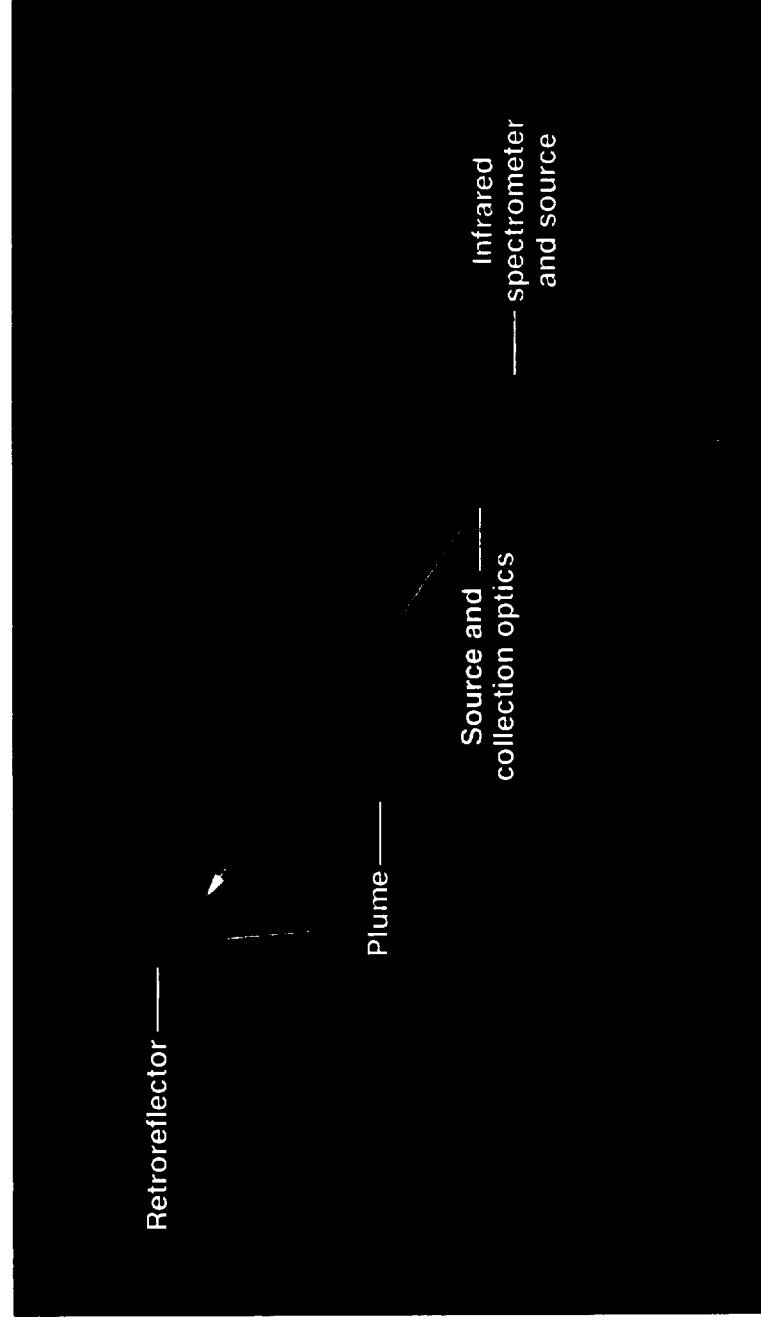 Retroreflector
Plume
Source and
collection optics
Infrared
spectrometer
and source